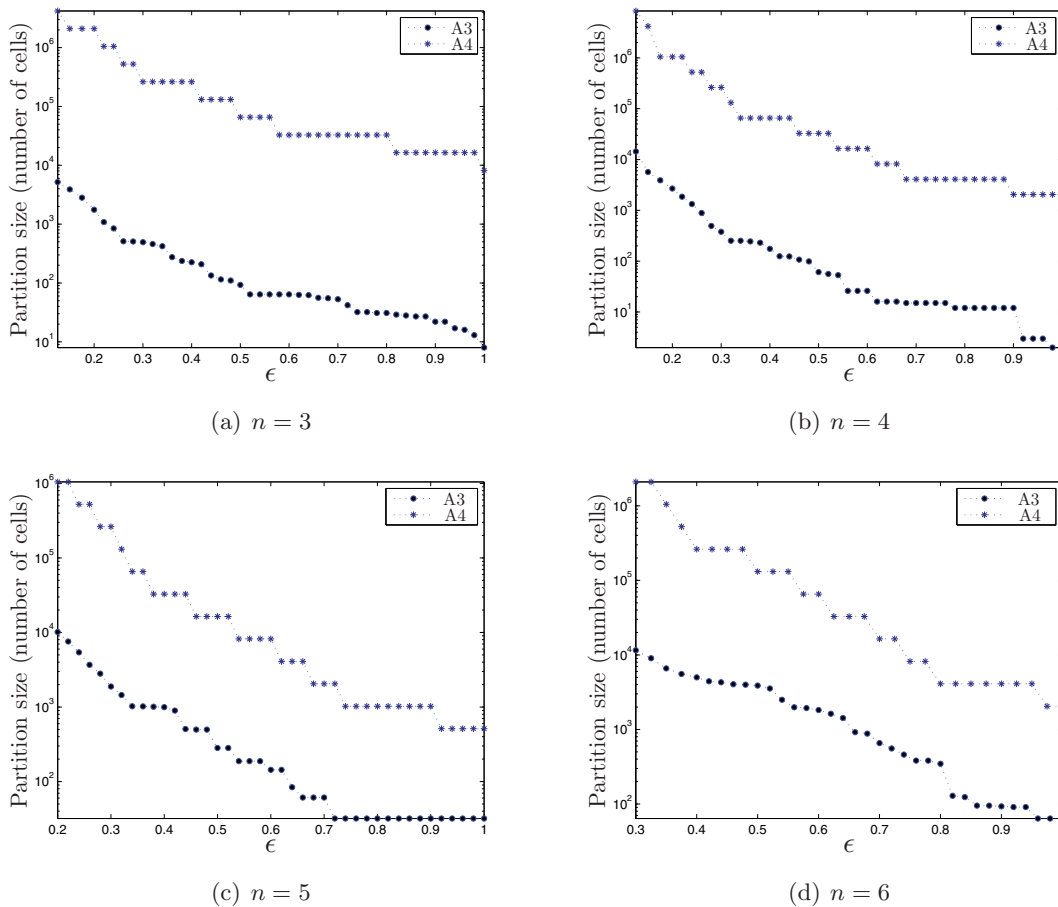 Partition size (number of cells)
10^6
10^5
10^4
10^3
10^2
10^1
A3
A4
0.2 0.3 0.4 0.5 0.6 0.7 0.8 0.9 1
ϵ
(a) n = 3
Partition size (number of cells)
10^6
10^5
10^4
10^3
10^2
10^1
A3
A4
0.2 0.3 0.4 0.5 0.6 0.7 0.8 0.9
ϵ
(b) n = 4
Partition size (number of cells)
10^6
10^5
10^4
10^3
10^2
A3
A4
0.2 0.3 0.4 0.5 0.6 0.7 0.8 0.9 1
ϵ
(c) n = 5
Partition size (number of cells)
10^6
10^5
10^4
10^3
10^2
A3
A4
0.3 0.4 0.5 0.6 0.7 0.8 0.9
ϵ
(d) n = 6